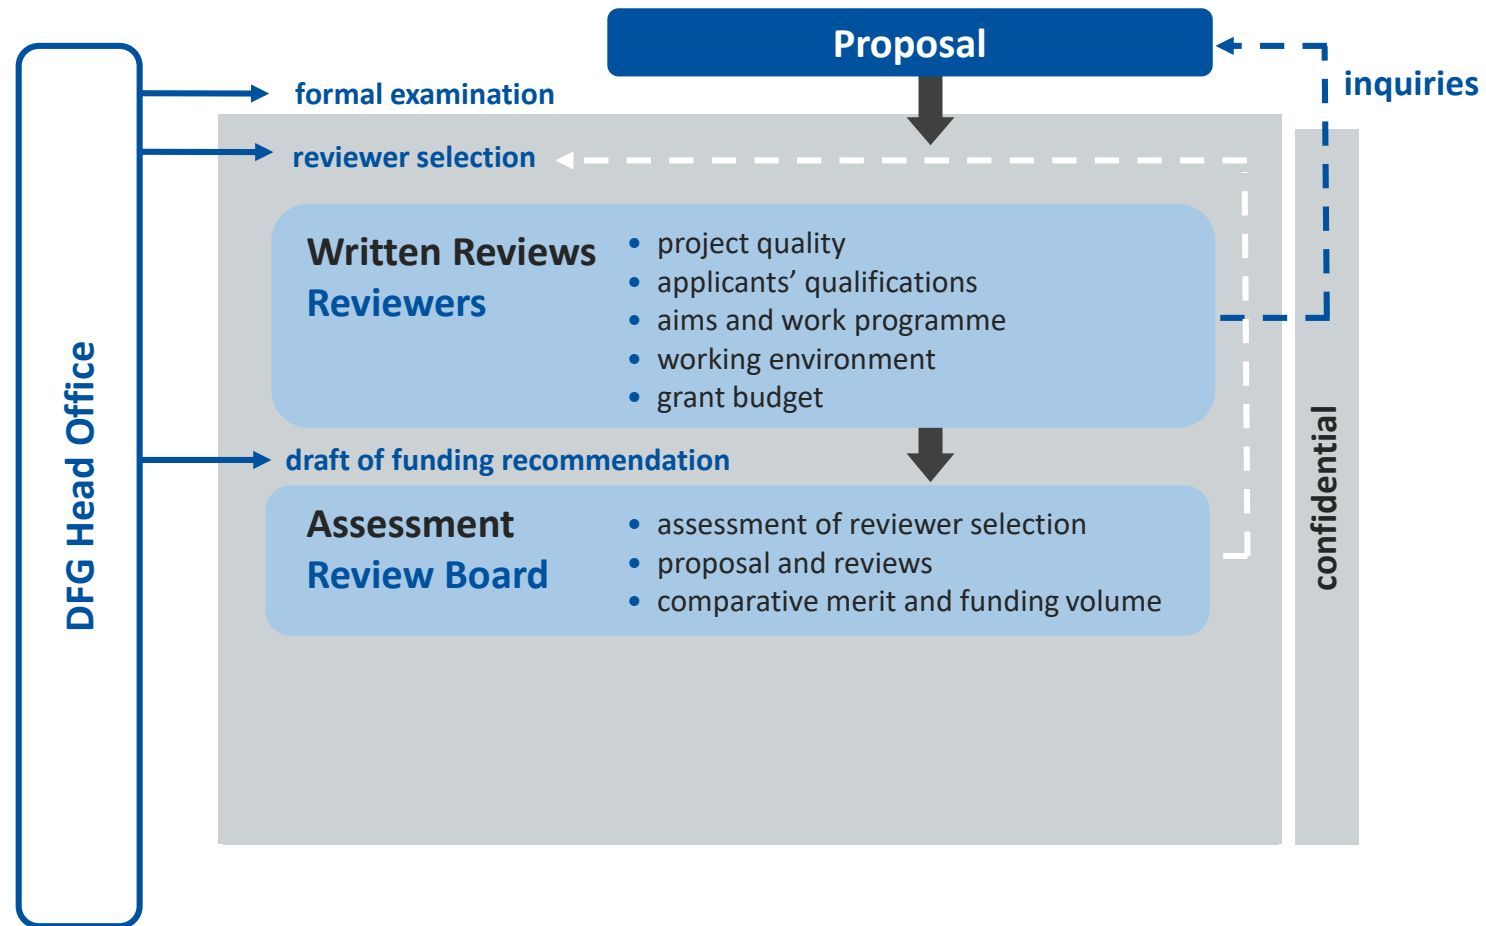 Proposal
inquiries
formal examination
reviewer selection
Written Reviews
Reviewers
• project quality
• applicants’ qualifications
• aims and work programme
• working environment
• grant budget
draft of funding recommendation
Assessment
Review Board
• assessment of reviewer selection
• proposal and reviews
• comparative merit and funding volume
DFG Head Office
confidential